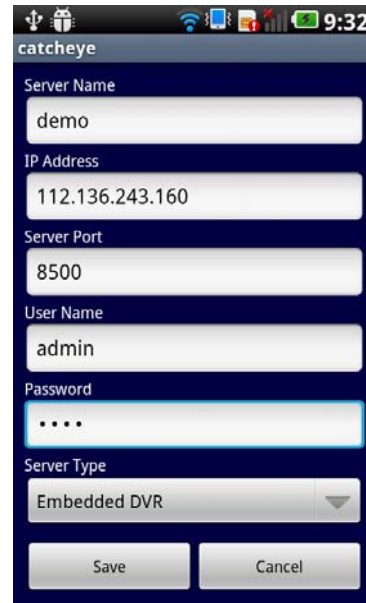 9:32
catcheye
Server Name
demo
IP Address
112.136.243.160
Server Port
8500
User Name
admin
Password
••••
Server Type
Embedded DVR
Save Cancel